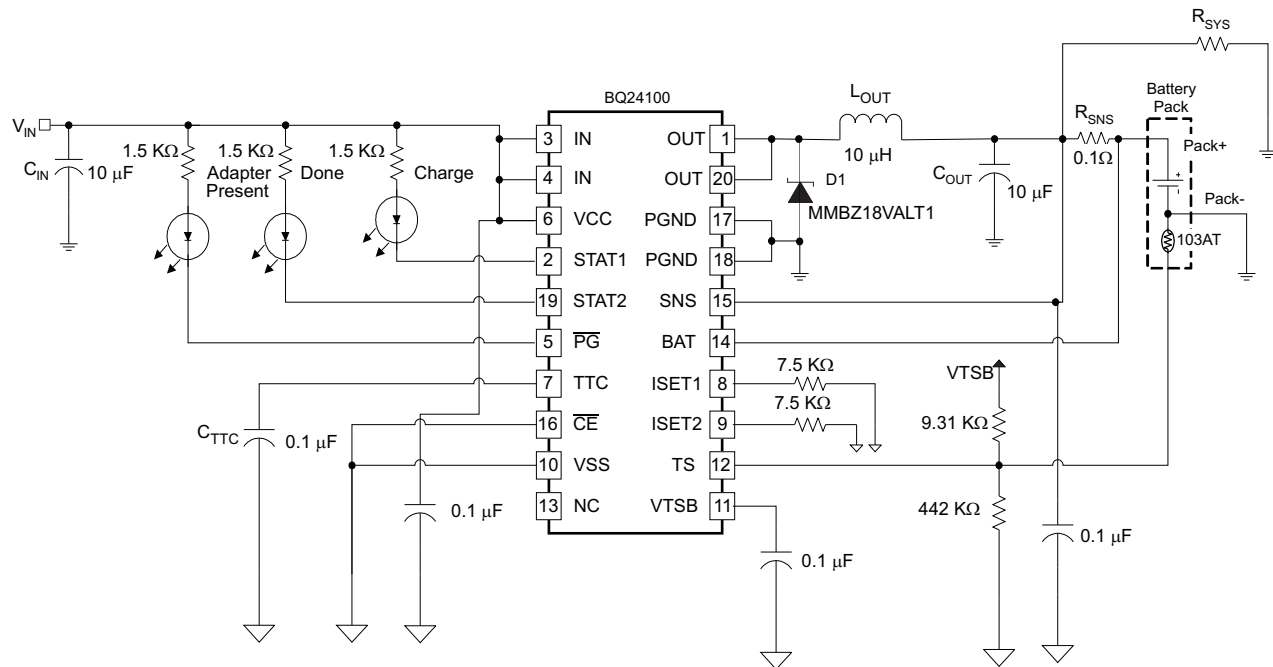 BQ24100
V_IN
C_IN
10 μF
1.5 KΩ
Adapter
Present
1.5 KΩ
Done
1.5 KΩ
Charge
3 IN
4 IN
6 VCC
2 STAT1
19 STAT2
5 P̅G̅
7 TTC
16 C̅E̅
10 VSS
13 NC
C_TTC
0.1 μF
0.1 μF
OUT 1
OUT 20
PGND 17
PGND 18
SNS 15
BAT 14
ISET1 8
ISET2 9
TS 12
VTSB 11
L_OUT
10 μH
D1
MMBZ18VALT1
C_OUT
10 μF
R_SYS
R_SNS
0.1Ω
Battery
Pack
Pack+
+
-
Pack-
103AT
7.5 KΩ
7.5 KΩ
VTSB
9.31 KΩ
442 KΩ
0.1 μF
0.1 μF